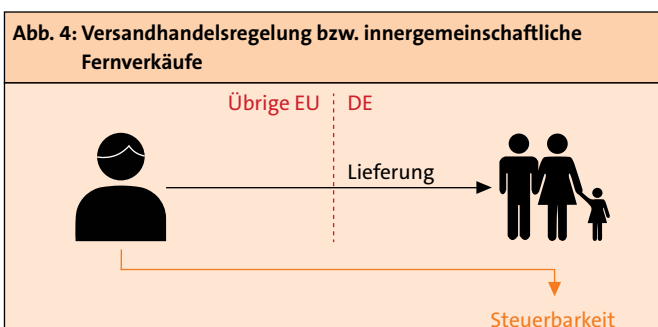 Abb. 4: Versandhandelsregelung bzw. innergemeinschaftliche
Fernverkäufe
Übrige EU
DE
Lieferung
Steuerbarkeit